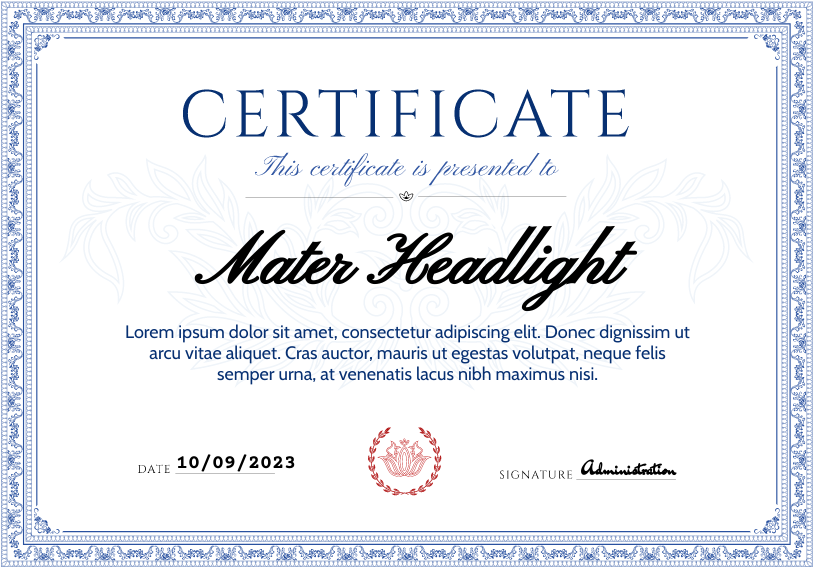 CERTIFICATE
This certificate is presented to
Mater Headlight
Lorem ipsum dolor sit amet, consectetur adipiscing elit. Donec dignissim ut
arcu vitae aliquet. Cras auctor, mauris ut egestas volutpat, neque felis
semper urna, at venenatis lacus nibh maximus nisi.
DATE 10/09/2023
SIGNATURE Administration